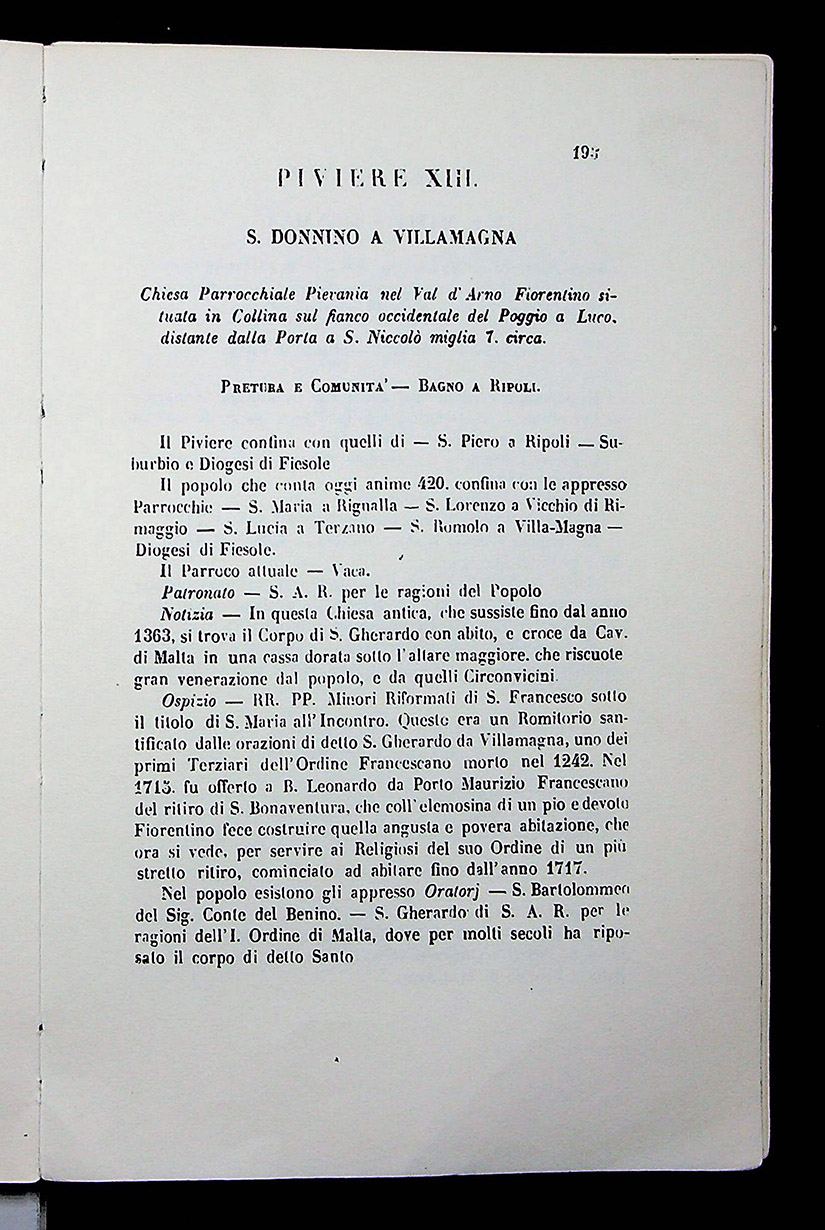 195
PIVIERE XIII.
S. DONNINO A VILLAMAGNA
Chiesa Parrocchiale Pievania nel Val d'Arno Fiorentino si-
tuata in Collina sul fianco occidentale del Poggio a Luco,
distante dalla Porta a S. Niccolò miglia 7. circa.
PRETURA E COMUNITA' — BAGNO A RIPOLI.
Il Piviere confina con quelli di — S. Piero a Ripoli — Su-
burbio e Diogesi di Fiesole
Il popolo che conta oggi anime 420. confina con le appresso
Parrocchie — S. Maria a Rignalla — S. Lorenzo a Vicchio di Ri-
maggio — S. Lucia a Terzano — S. Romolo a Villa-Magna —
Diogesi di Fiesole.
Il Parroco attuale — Vaca.
Patronato — S. A. R. per le ragioni del Popolo
Notizia — In questa Chiesa antica, che sussiste fino dal anno
1363, si trova il Corpo di S. Gherardo con abito, e croce da Cav.
di Malta in una cassa dorata sotto l'altare maggiore. che riscuote
gran venerazione dal popolo, e da quelli Circonvicini.
Ospizio — RR. PP. Minori Riformati di S. Francesco sotto
il titolo di S. Maria all'Incontro. Questo era un Romitorio san-
tificato dalle orazioni di detto S. Gherardo da Villamagna, uno dei
primi Terziari dell'Ordine Francescano morto nel 1242. Nel
1715. fu offerto a B. Leonardo da Porto Maurizio Francescano
del ritiro di S. Bonaventura, che coll'elemosina di un pio e devoto
Fiorentino fece costruire quella angusta e povera abitazione, che
ora si vede, per servire ai Religiosi del suo Ordine di un più
stretto ritiro, cominciato ad abitare fino dall'anno 1717.
Nel popolo esistono gli appresso Oratorj — S. Bartolommeo
del Sig. Conte del Benino. — S. Gherardo di S. A. R. per le
ragioni dell'I. Ordine di Malta, dove per molti secoli ha ripo-
sato il corpo di detto Santo